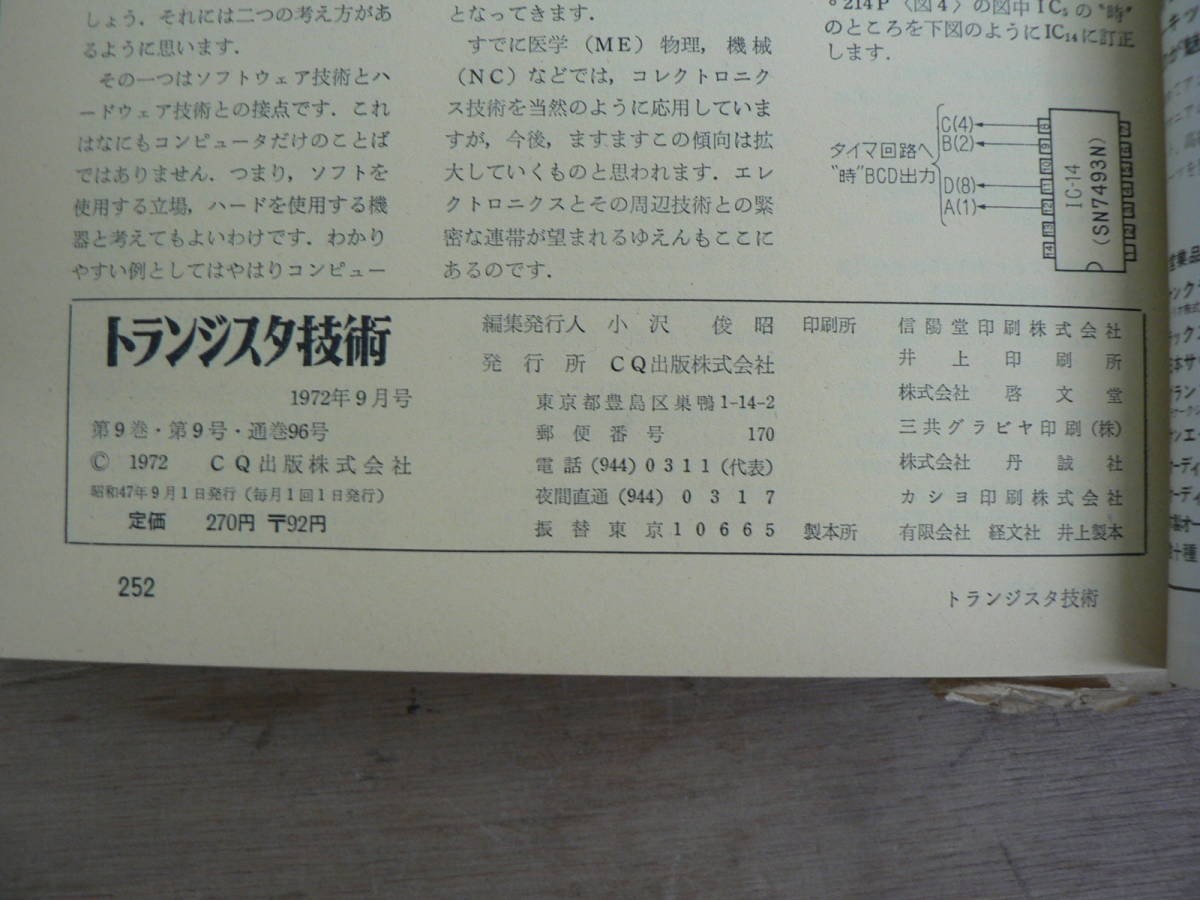 しょう．それには二つの考え方があ
るように思います．
その一つはソフトウェア技術とハ
ードウェア技術との接点です．これ
はなにもコンピュータだけのことば
ではありません．つまり，ソフトを
使用する立場，ハードを使用する機
器と考えてもよいわけです．わかり
やすい例としてはやはりコンピュー
となってきます．
すでに医学（ME）物理，機械
（NC）などでは，コレクトロニク
ス技術を当然のように応用していま
すが，今後，ますますこの傾向は拡
大していくものと思われます．エレ
クトロニクスとその周辺技術との緊
密な連帯が望まれるゆえんもここに
あるのです．
214P〈図4〉の図中IC₅の“時”
のところを下図のようにIC₁₄に訂正
します．
タイマ回路へ
“時”BCD出力
C(4)
B(2)
D(8)
A(1)
IC-14
(SN7493N)
トランジスタ技術
1972年9月号
第9巻・第9号・通巻96号
© 1972 CQ出版株式会社
昭和47年9月1日発行（毎月1回1日発行）
定価 270円 〒92円
編集発行人 小沢 俊昭
発行所 CQ出版株式会社
東京都豊島区巣鴨1-14-2
郵便番号 170
電話(944)0311(代表)
夜間直通(944)0317
振替東京10665
印刷所 信陽堂印刷株式会社
井上印刷所
株式会社 啓文堂
三共グラビヤ印刷(株)
株式会社 丹誠社
カショ印刷株式会社
製本所 有限会社 経文社 井上製本
252
トランジスタ技術